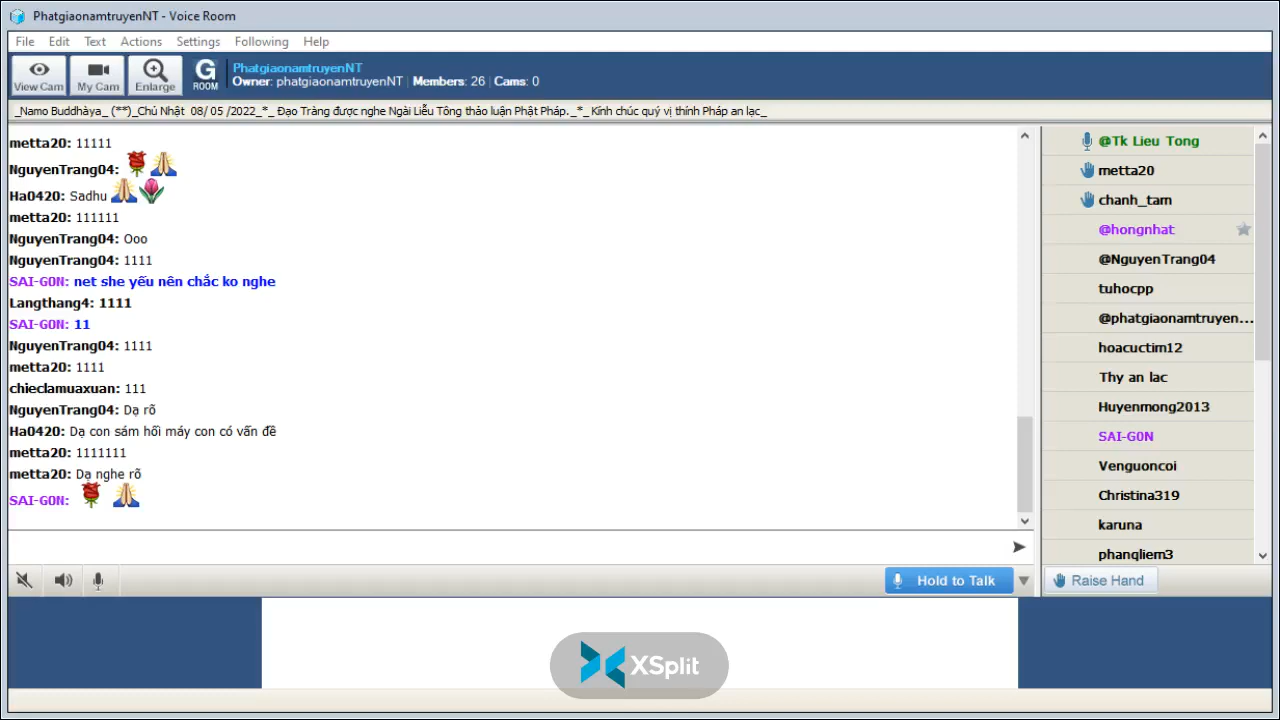 PhatgiaonamtruyenNT - Voice Room
File Edit Text Actions Settings Following Help
View Cam My Cam Enlarge G ROOM
PhatgiaonamtruyenNT
Owner: phatgiaonamtruyenNT | Members: 26 | Cams: 0
_Namo Buddhàya_ (**)_Chủ Nhật 08/ 05 /2022_*_ Đạo Tràng được nghe Ngài Liễu Tông thảo luận Phật Pháp._*_ Kính chúc quý vị thính Pháp an lạc_
metta20: 11111
NguyenTrang04:
Ha0420: Sadhu
metta20: 111111
NguyenTrang04: Ooo
NguyenTrang04: 1111
SAI-G0N: net she yếu nên chắc ko nghe
Langthang4: 1111
SAI-G0N: 11
NguyenTrang04: 1111
metta20: 1111
chieclamuaxuan: 111
NguyenTrang04: Dạ rõ
Ha0420: Dạ con sám hối máy con có vấn đề
metta20: 1111111
metta20: Dạ nghe rõ
SAI-G0N:
@Tk Lieu Tong
metta20
chanh_tam
@hongnhat
@NguyenTrang04
tuhocpp
@phatgiaonamtruyen...
hoacuctim12
Thy an lac
Huyenmong2013
SAI-G0N
Venguoncoi
Christina319
karuna
phangliem3
Hold to Talk
Raise Hand
XSplit